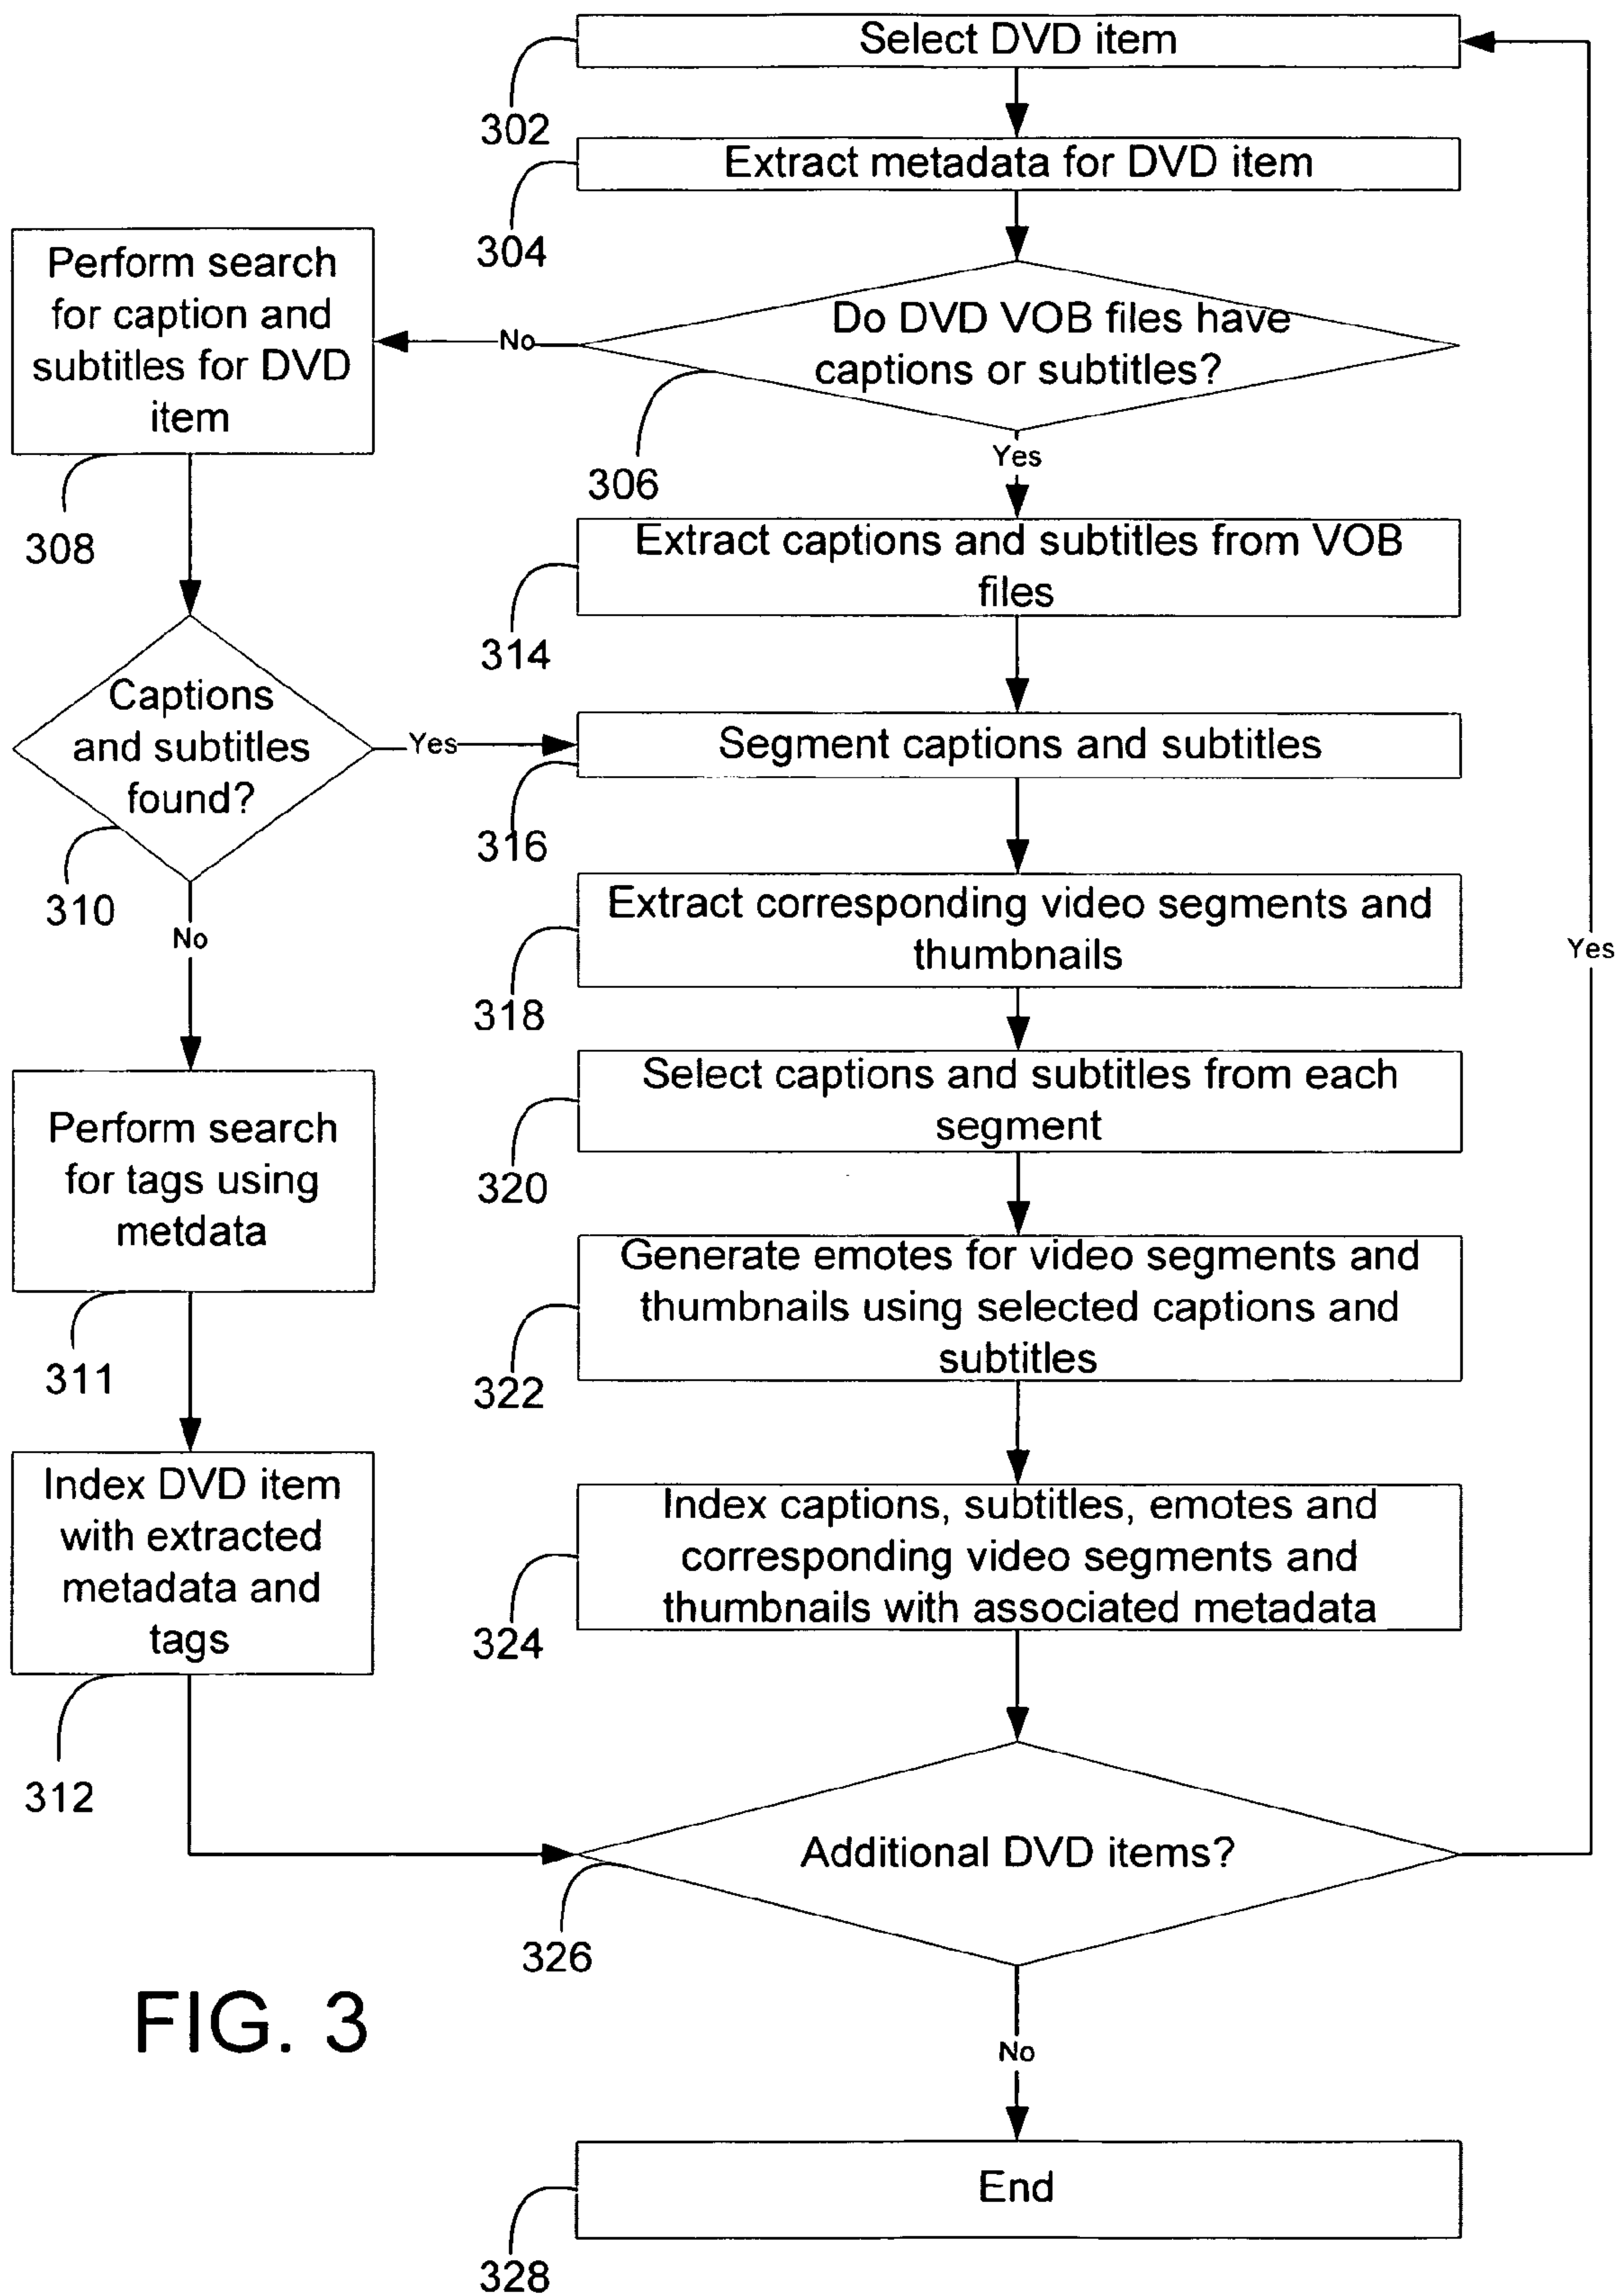 Select DVD item
302
Extract metadata for DVD item
304
Do DVD VOB files have
captions or subtitles?
306
No
Yes
Perform search
for caption and
subtitles for DVD
item
308
Extract captions and subtitles from VOB
files
314
Captions
and subtitles
found?
310
Yes
No
Segment captions and subtitles
316
Extract corresponding video segments and
thumbnails
318
Yes
Select captions and subtitles from each
segment
320
Perform search
for tags using
metdata
311
Generate emotes for video segments and
thumbnails using selected captions and
subtitles
322
Index DVD item
with extracted
metadata and
tags
312
Index captions, subtitles, emotes and
corresponding video segments and
thumbnails with associated metadata
324
Additional DVD items?
326
No
FIG. 3
End
328